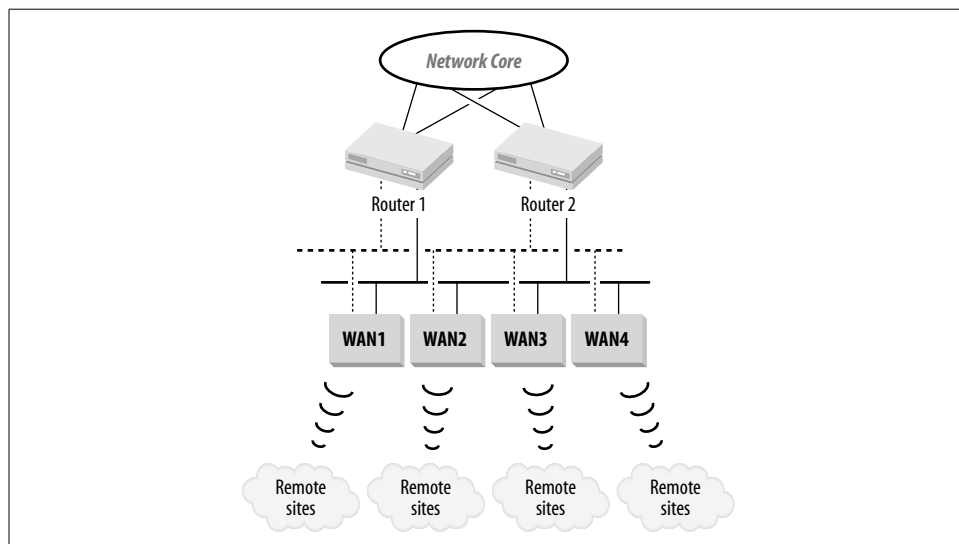 Network Core
Router 1
Router 2
WAN1
WAN2
WAN3
WAN4
Remote
sites
Remote
sites
Remote
sites
Remote
sites